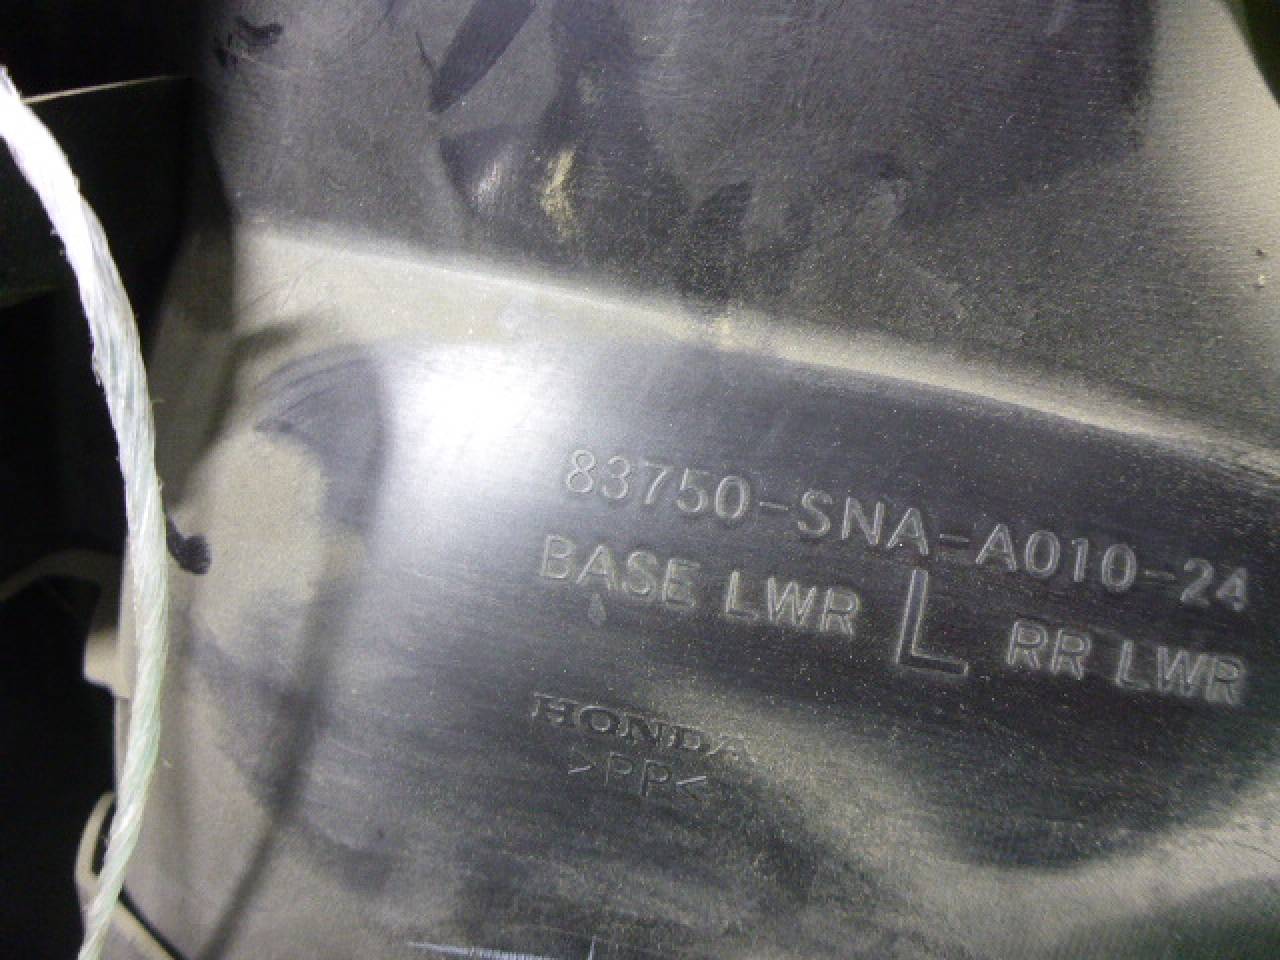 83750-SNA-A010-24
BASE LWR L RR LWR
HONDA
>PP<